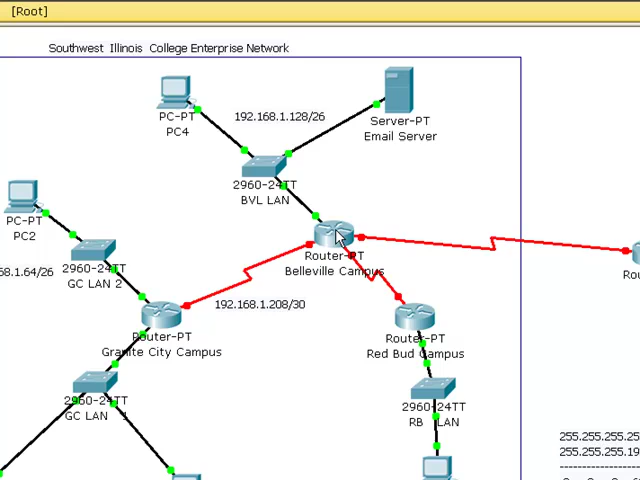 [Root]
Southwest Illinois College Enterprise Network
192.168.1.128/26
PC-PT
PC4
Server-PT
Email Server
2960-24TT
BVL LAN
PC-PT
PC2
2960-24TT
GC LAN 2
68.1.64/26
Router-PT
Belleville Campus
Rou
192.168.1.208/30
Router-PT
Granite City Campus
Router-PT
Red Bud Campus
2960-24TT
GC LAN 1
2960-24TT
RB LAN
255.255.255.25
255.255.255.19
--------------------